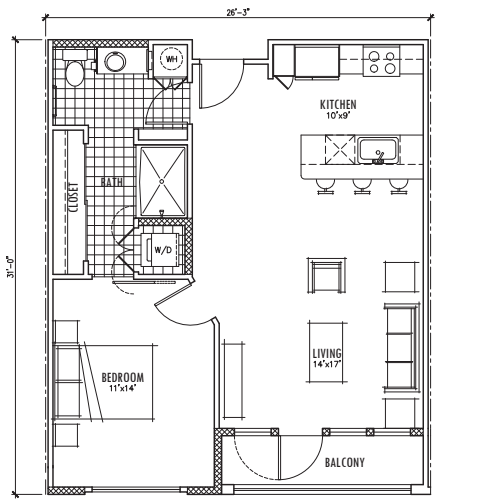 26'-3"
WH
KITCHEN
10'x9'
BATH
CLOSET
W/D
31'-0"
LIVING
14'x17'
BEDROOM
11'x14'
BALCONY